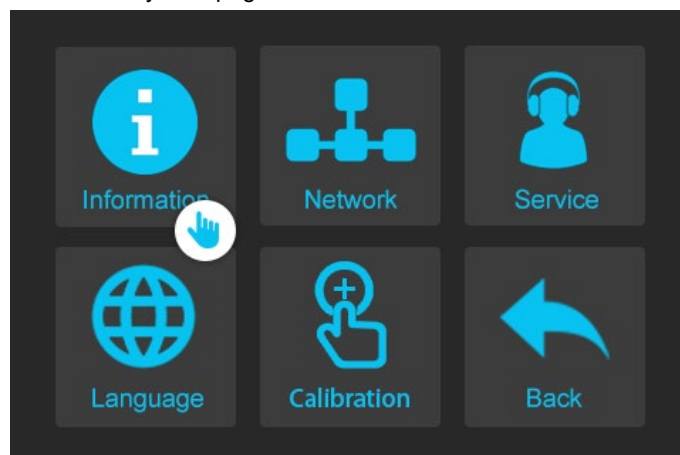 Information
Network
Service
Language
Calibration
Back